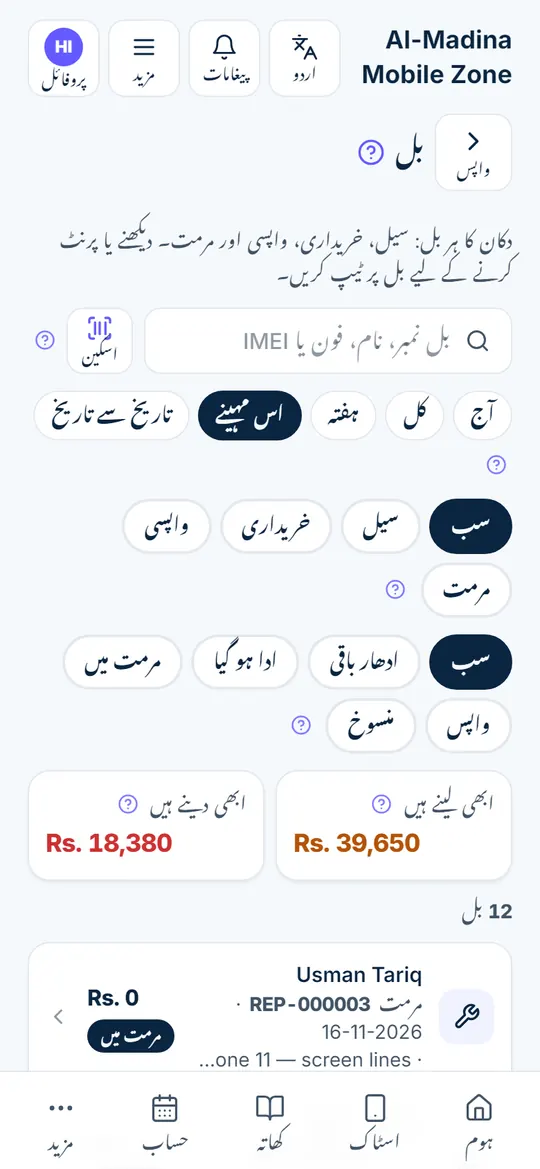 Al-Madina
Mobile Zone
اردو
پیغامات
مزید
HI
پروفائل
واپس
بل
دکان کا ہر بل: سیل، خریداری، واپسی اور مرمت۔ دیکھنے یا پرنٹ
کرنے کے لیے بل پر ٹیپ کریں۔
بل نمبر، نام، فون یا IMEI
اسکین
آج
کل
ہفتہ
اس مہینے
تاریخ سے تاریخ
سب
سیل
خریداری
واپسی
مرمت
سب
ادھار باقی
ادا ہو گیا
مرمت میں
واپس
منسوخ
ابھی لینے ہیں
Rs. 39,650
ابھی دینے ہیں
Rs. 18,380
12 بل
Usman Tariq
مرمت REP-000003 ·
16-11-2026
...one 11 — screen lines ·
Rs. 0
مرمت میں
ہوم
اسٹاک
کھاتہ
حساب
مزید